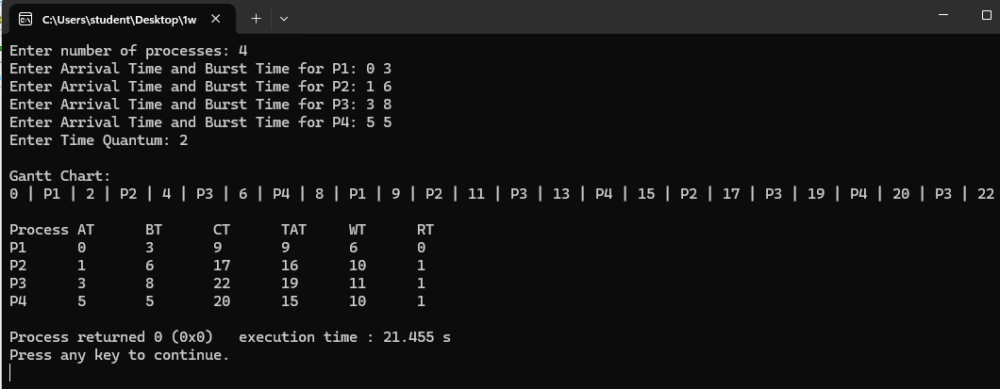 C:\Users\student\Desktop\1w
Enter number of processes: 4
Enter Arrival Time and Burst Time for P1: 0 3
Enter Arrival Time and Burst Time for P2: 1 6
Enter Arrival Time and Burst Time for P3: 3 8
Enter Arrival Time and Burst Time for P4: 5 5
Enter Time Quantum: 2
Gantt Chart:
0 | P1 | 2 | P2 | 4 | P3 | 6 | P4 | 8 | P1 | 9 | P2 | 11 | P3 | 13 | P4 | 15 | P2 | 17 | P3 | 19 | P4 | 20 | P3 | 22
Process AT BT CT TAT WT RT
P1 0 3 9 9 6 0
P2 1 6 17 16 10 1
P3 3 8 22 19 11 1
P4 5 5 20 15 10 1
Process returned 0 (0x0) execution time : 21.455 s
Press any key to continue.